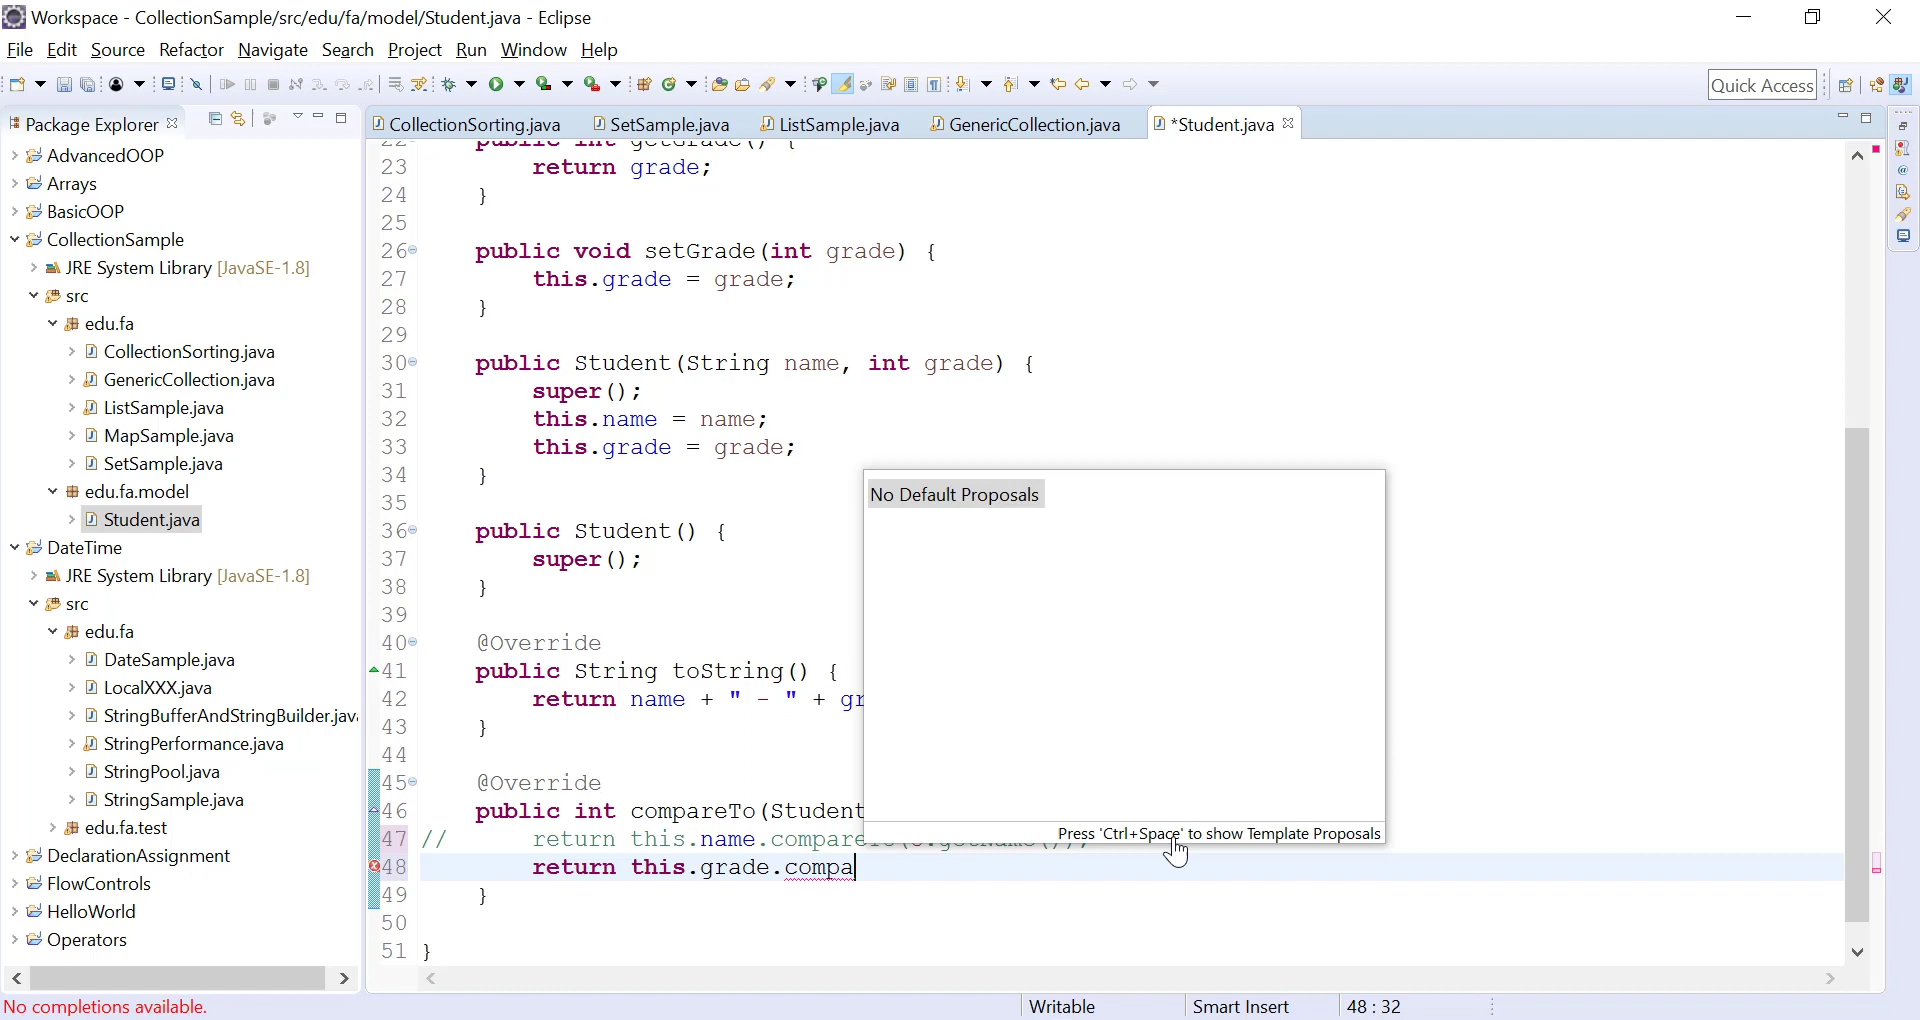 Workspace - CollectionSample/src/edu/fa/model/Student.java - Eclipse
File Edit Source Refactor Navigate Search Project Run Window Help
Quick Access
Package Explorer
CollectionSorting.java SetSample.java ListSample.java GenericCollection.java *Student.java
AdvancedOOP
Arrays
BasicOOP
CollectionSample
JRE System Library [JavaSE-1.8]
src
edu.fa
CollectionSorting.java
GenericCollection.java
ListSample.java
MapSample.java
SetSample.java
edu.fa.model
Student.java
DateTime
JRE System Library [JavaSE-1.8]
src
edu.fa
DateSample.java
LocalXXX.java
StringBufferAndStringBuilder.java
StringPerformance.java
StringPool.java
StringSample.java
edu.fa.test
DeclarationAssignment
FlowControls
HelloWorld
Operators
22 public int getGrade() {
23 return grade;
24 }
25
26 public void setGrade(int grade) {
27 this.grade = grade;
28 }
29
30 public Student(String name, int grade) {
31 super();
32 this.name = name;
33 this.grade = grade;
34 }
35
36 public Student() {
37 super();
38 }
39
40 @Override
41 public String toString() {
42 return name + " - " + gr
43 }
44
45 @Override
46 public int compareTo(Student
47 // return this.name.compareTo(o.getName());
48 return this.grade.compa
49 }
50
51 }
No Default Proposals
Press 'Ctrl+Space' to show Template Proposals
No completions available.
Writable Smart Insert 48 : 32